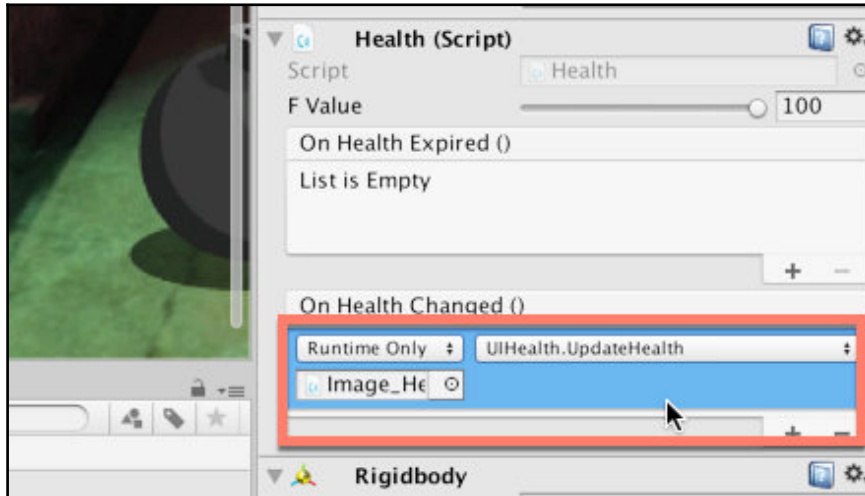 Health (Script)
Script Health
F Value 100
On Health Expired ()
List is Empty
+ −
On Health Changed ()
Runtime Only UIHealth.UpdateHealth
Image_He
+ −
Rigidbody